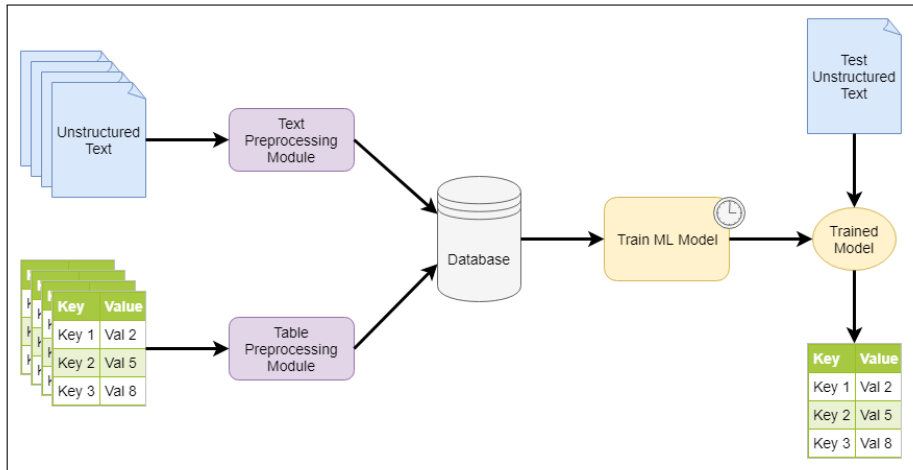 Unstructured
Text
Text
Preprocessing
Module
Test
Unstructured
Text
Database
Train ML Model
Trained
Model
Key Value
Key 1 Val 2
Key 2 Val 5
Key 3 Val 8
Table
Preprocessing
Module
Key Value
Key 1 Val 2
Key 2 Val 5
Key 3 Val 8